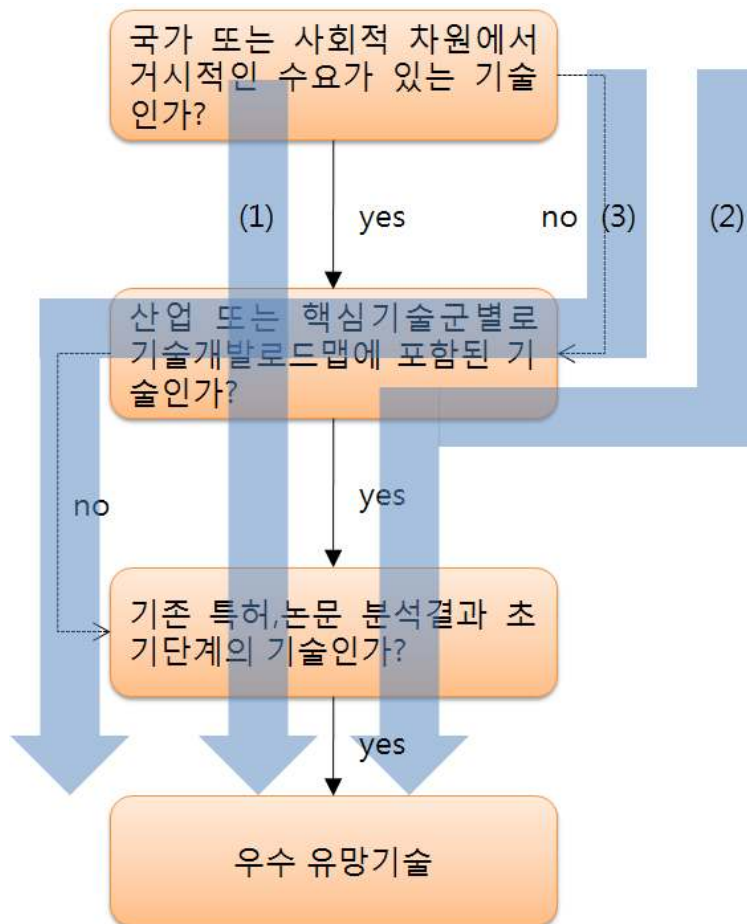 국가 또는 사회적 차원에서
거시적인 수요가 있는 기술
인가?
(1)
yes
no
(3)
(2)
산업 또는 핵심기술군별로
기술개발로드맵에 포함된 기
술인가?
no
yes
기존 특허,논문 분석결과 초
기단계의 기술인가?
yes
우수 유망기술